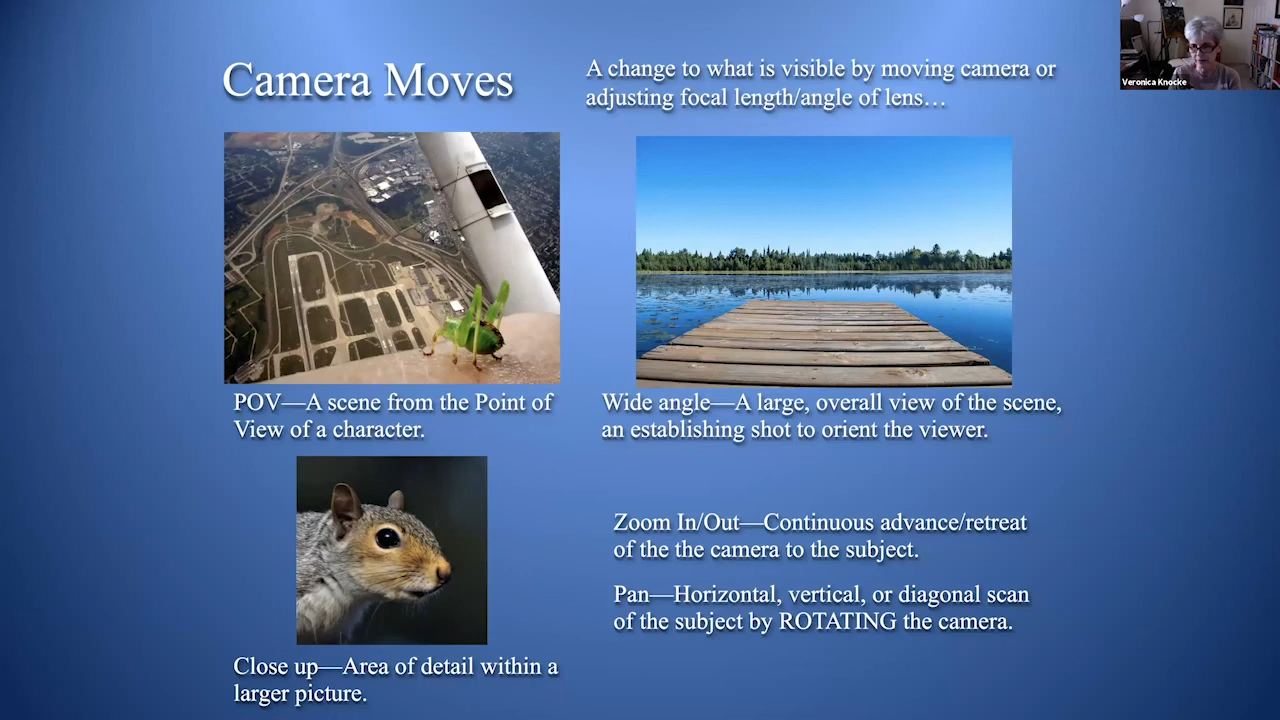 Camera Moves
A change to what is visible by moving camera or
adjusting focal length/angle of lens…
Veronica Knocke
POV—A scene from the Point of
View of a character.
Wide angle—A large, overall view of the scene,
an establishing shot to orient the viewer.
Zoom In/Out—Continuous advance/retreat
of the the camera to the subject.
Pan—Horizontal, vertical, or diagonal scan
of the subject by ROTATING the camera.
Close up—Area of detail within a
larger picture.